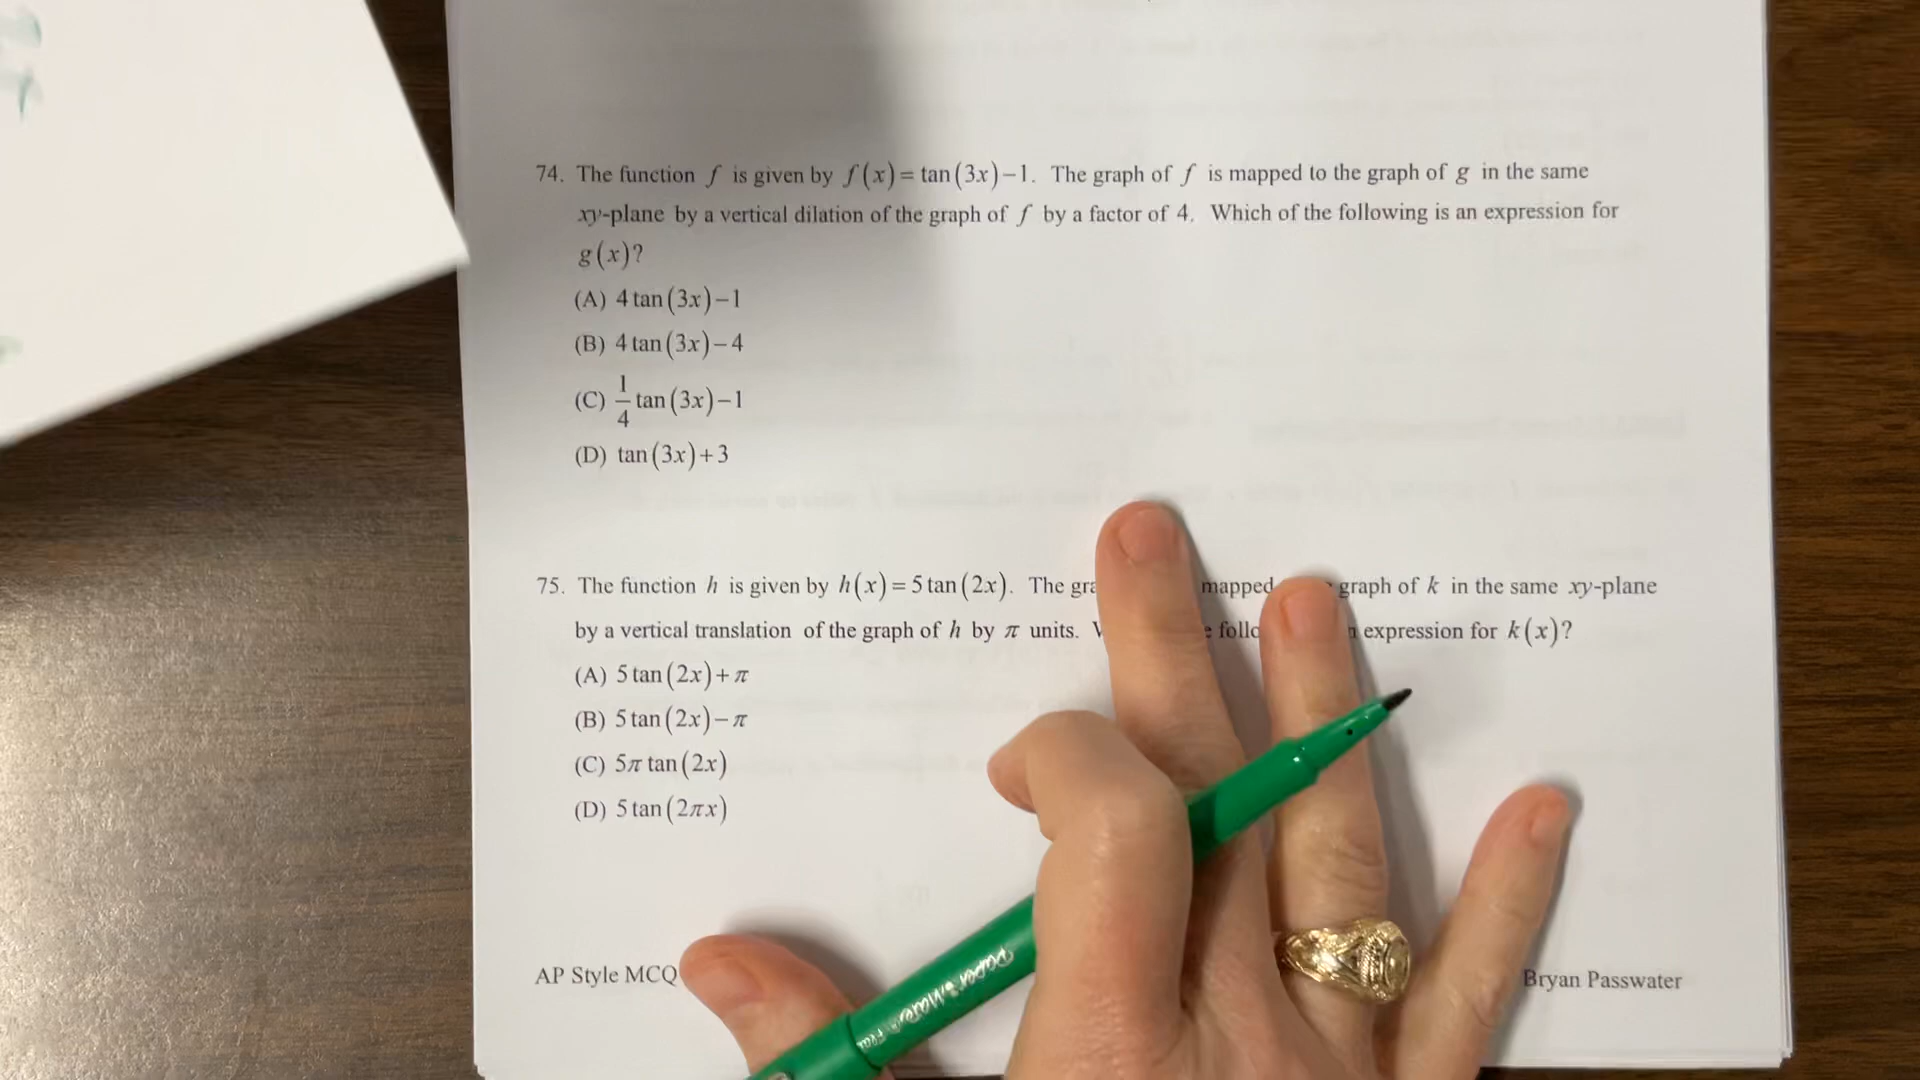 74. The function f is given by f(x) = tan(3x) − 1. The graph of f is mapped to the graph of g in the same
xy-plane by a vertical dilation of the graph of f by a factor of 4. Which of the following is an expression for
g(x)?
(A) 4 tan(3x) − 1
(B) 4 tan(3x) − 4
(C) 1/4 tan(3x) − 1
(D) tan(3x) + 3
75. The function h is given by h(x) = 5 tan(2x). The mapped graph of k in the same xy-plane
by a vertical translation of the graph of h by π units. expression for k(x)?
(A) 5 tan(2x) + π
(B) 5 tan(2x) − π
(C) 5π tan(2x)
(D) 5 tan(2πx)
AP Style MCQ Bryan Passwater
Paper Mate